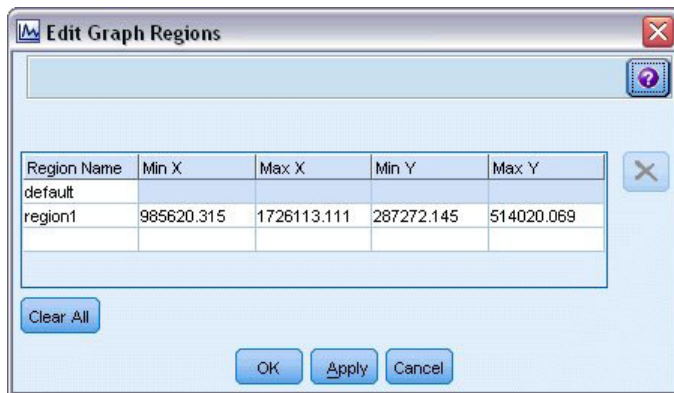 Edit Graph Regions
?
Region Name Min X Max X Min Y Max Y
default
region1 985620.315 1726113.111 287272.145 514020.069
Clear All
OK Apply Cancel